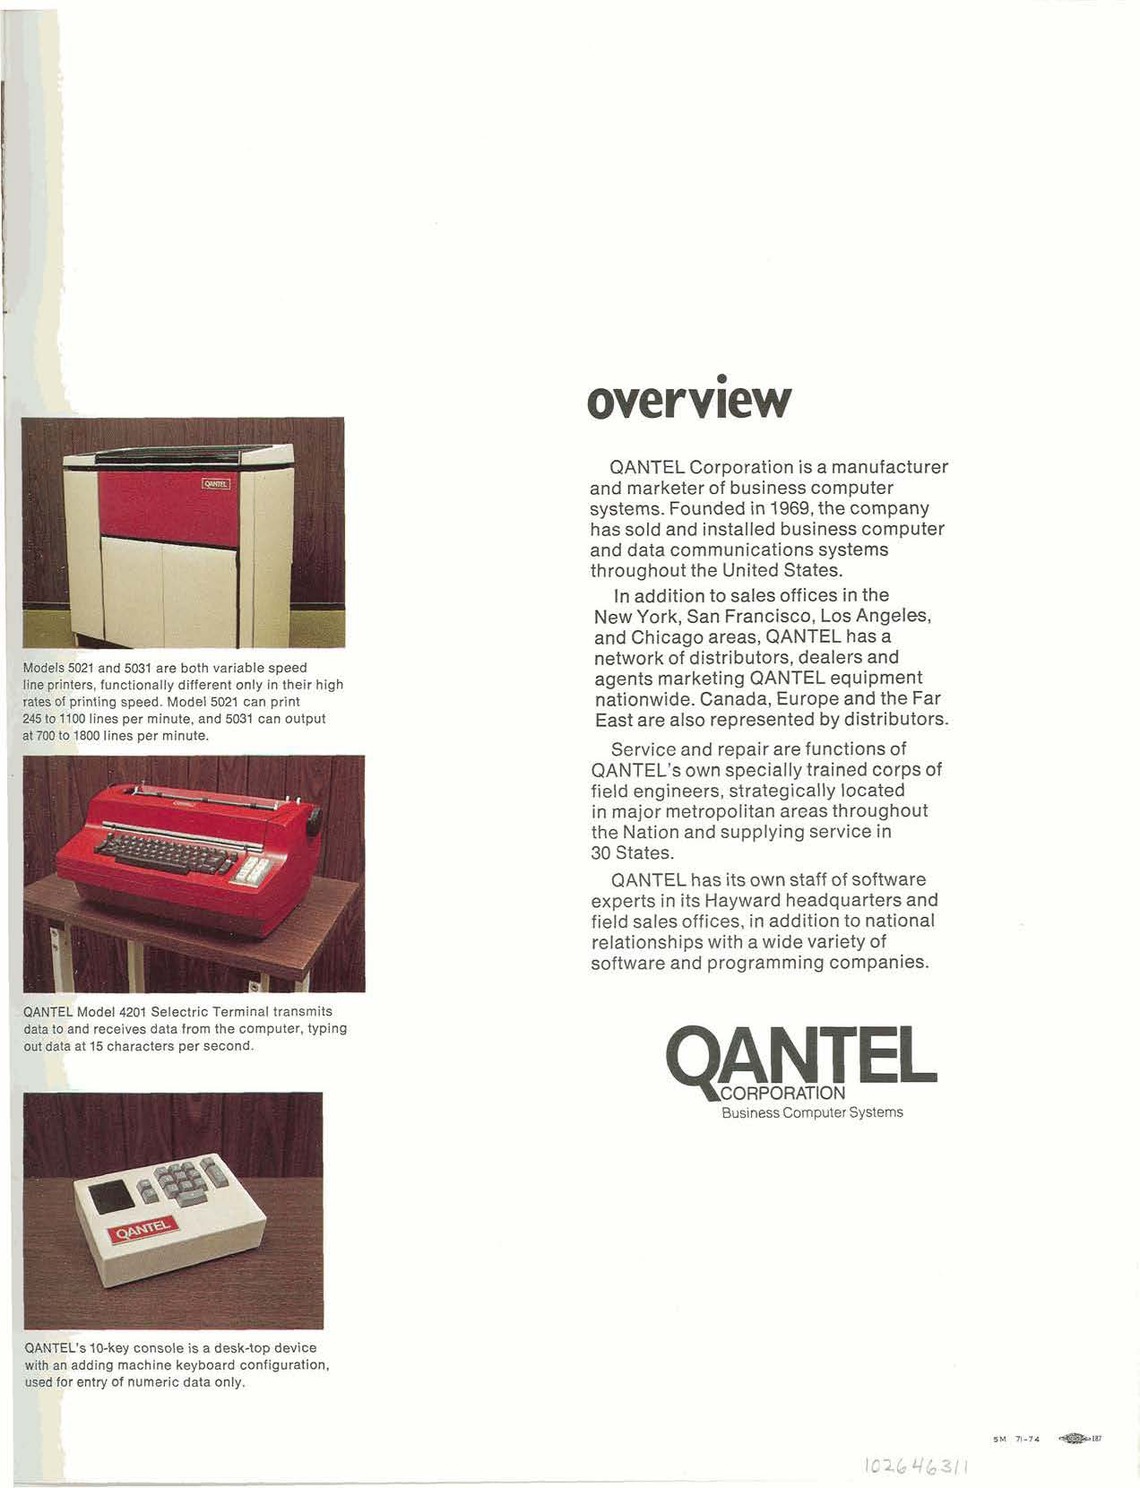 QANTEL
Models 5021 and 5031 are both variable speed
line printers, functionally different only in their high
rates of printing speed. Model 5021 can print
245 to 1100 lines per minute, and 5031 can output
at 700 to 1800 lines per minute.
QANTEL Model 4201 Selectric Terminal transmits
data to and receives data from the computer, typing
out data at 15 characters per second.
QANTEL
QANTEL's 10-key console is a desk-top device
with an adding machine keyboard configuration,
used for entry of numeric data only.
overview
QANTEL Corporation is a manufacturer
and marketer of business computer
systems. Founded in 1969, the company
has sold and installed business computer
and data communications systems
throughout the United States.
In addition to sales offices in the
New York, San Francisco, Los Angeles,
and Chicago areas, QANTEL has a
network of distributors, dealers and
agents marketing QANTEL equipment
nationwide. Canada, Europe and the Far
East are also represented by distributors.
Service and repair are functions of
QANTEL's own specially trained corps of
field engineers, strategically located
in major metropolitan areas throughout
the Nation and supplying service in
30 States.
QANTEL has its own staff of software
experts in its Hayward headquarters and
field sales offices, in addition to national
relationships with a wide variety of
software and programming companies.
QANTEL
CORPORATION
Business Computer Systems
5M 71-74 187
102646311